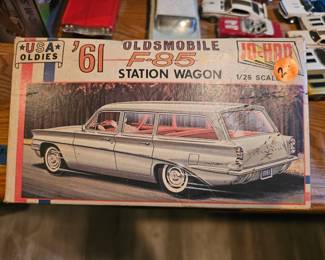 USA
OLDIES
'61
OLDSMOBILE
F-85
STATION WAGON
JO-HAN
1/25 SCALE